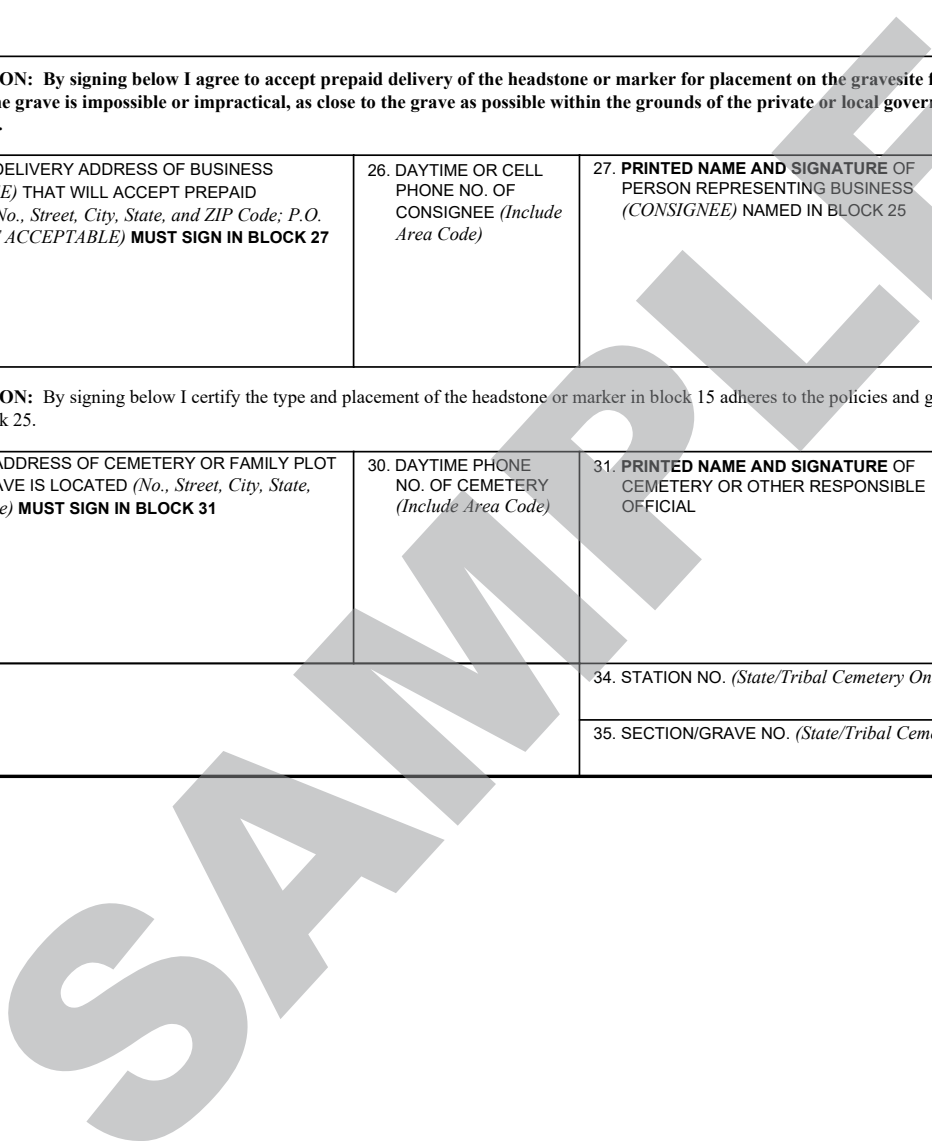 ON: By signing below I agree to accept prepaid delivery of the headstone or marker for placement on the gravesite
e grave is impossible or impractical, as close to the grave as possible within the grounds of the private or local govern
.
DELIVERY ADDRESS OF BUSINESS
E) THAT WILL ACCEPT PREPAID
No., Street, City, State, and ZIP Code; P.O.
ACCEPTABLE) MUST SIGN IN BLOCK 27
26. DAYTIME OR CELL
PHONE NO. OF
CONSIGNEE (Include
Area Code)
27. PRINTED NAME AND SIGNATURE OF
PERSON REPRESENTING BUSINESS
(CONSIGNEE) NAMED IN BLOCK 25
ON: By signing below I certify the type and placement of the headstone or marker in block 15 adheres to the policies and g
k 25.
ADDRESS OF CEMETERY OR FAMILY PLOT
AVE IS LOCATED (No., Street, City, State,
e) MUST SIGN IN BLOCK 31
30. DAYTIME PHONE
NO. OF CEMETERY
(Include Area Code)
31. PRINTED NAME AND SIGNATURE OF
CEMETERY OR OTHER RESPONSIBLE
OFFICIAL
34. STATION NO. (State/Tribal Cemetery On
35. SECTION/GRAVE NO. (State/Tribal Ceme
SAMPLE